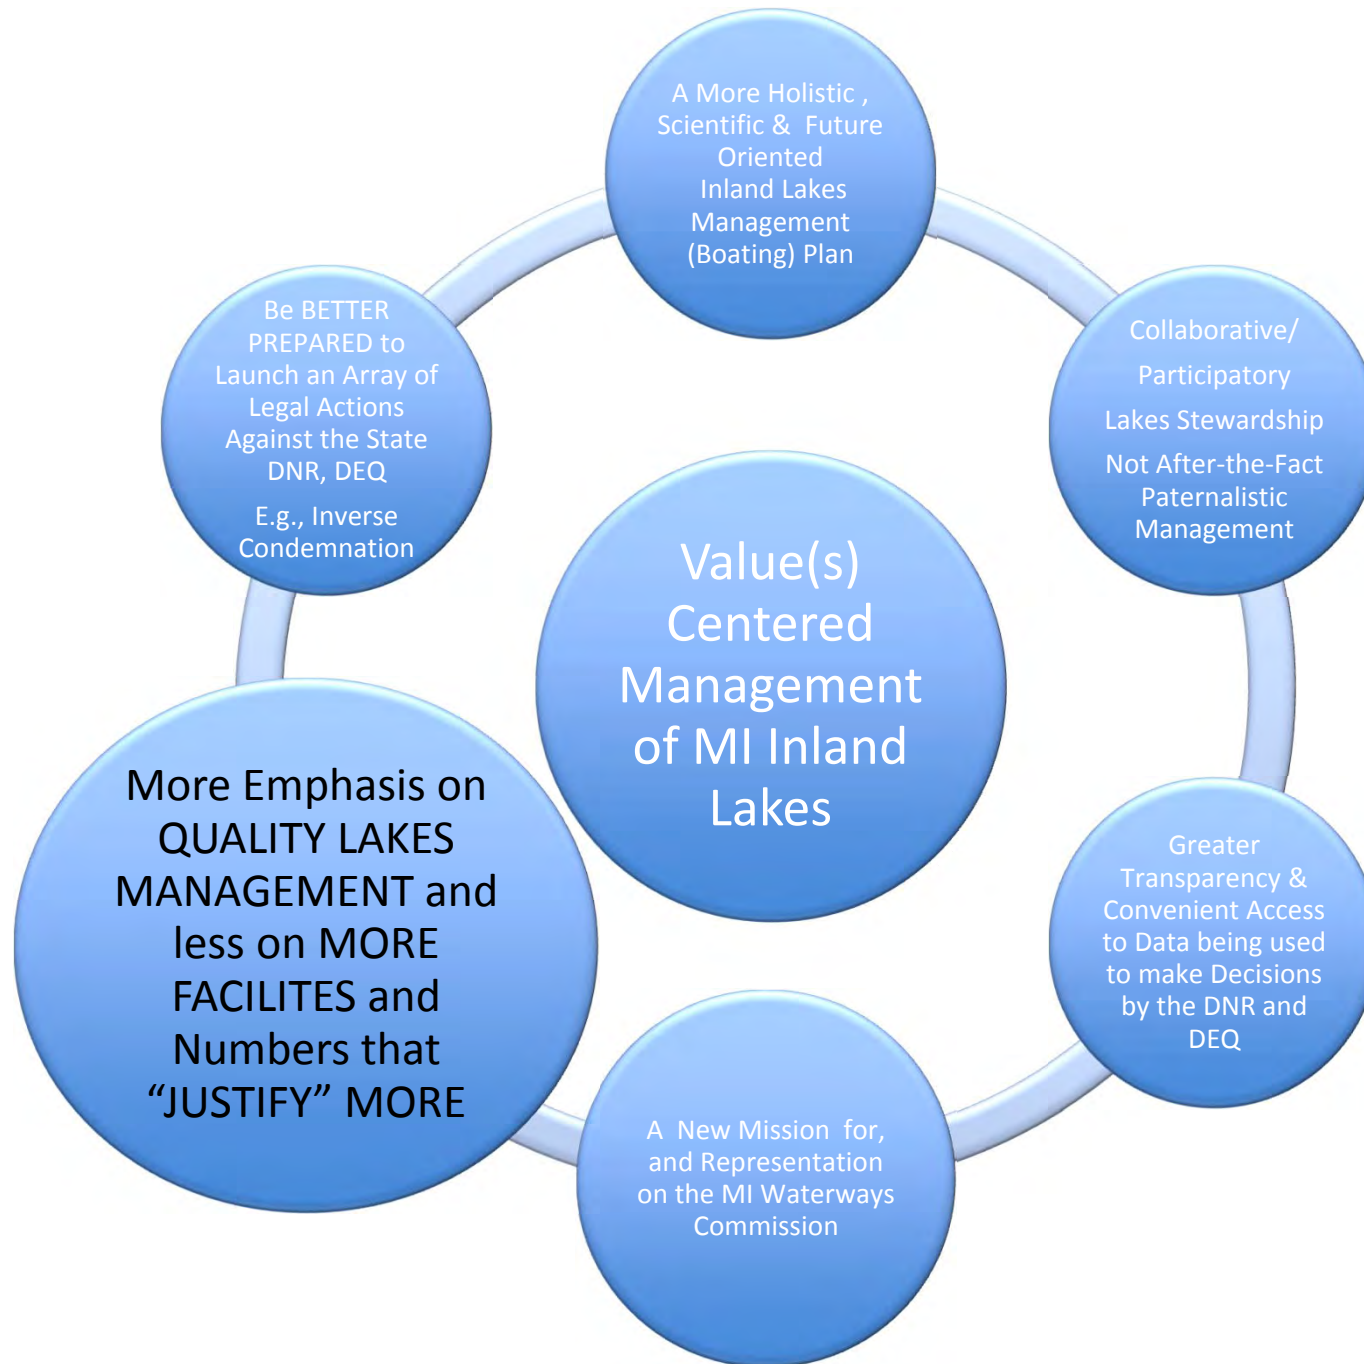 A More Holistic ,
Scientific & Future
Oriented
Inland Lakes
Management
(Boating) Plan
Collaborative/
Participatory
Lakes Stewardship
Not After-the-Fact
Paternalistic
Management
Greater
Transparency &
Convenient Access
to Data being used
to make Decisions
by the DNR and
DEQ
A New Mission for,
and Representation
on the MI Waterways
Commission
More Emphasis on
QUALITY LAKES
MANAGEMENT and
less on MORE
FACILITES and
Numbers that
“JUSTIFY” MORE
Be BETTER
PREPARED to
Launch an Array of
Legal Actions
Against the State
DNR, DEQ
E.g., Inverse
Condemnation
Value(s)
Centered
Management
of MI Inland
Lakes